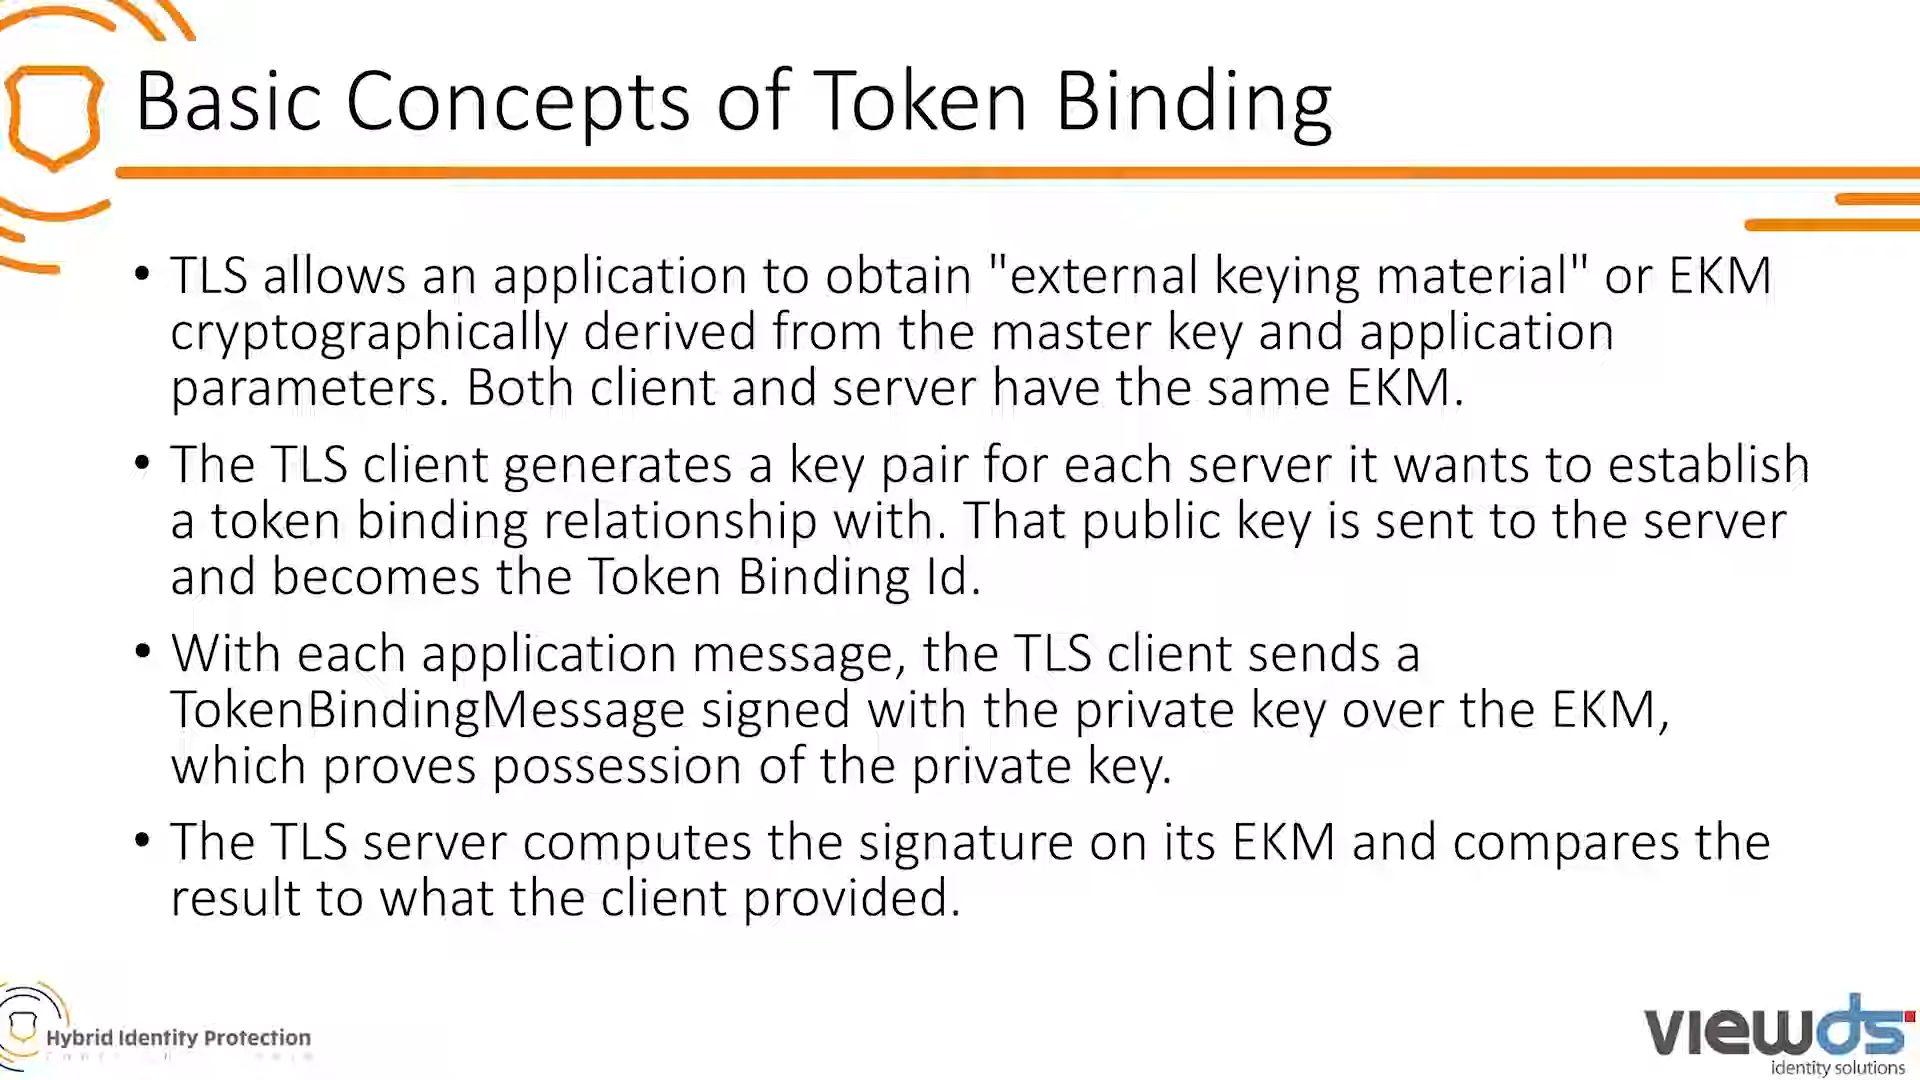 Basic Concepts of Token Binding
• TLS allows an application to obtain "external keying material" or EKM
cryptographically derived from the master key and application
parameters. Both client and server have the same EKM.
• The TLS client generates a key pair for each server it wants to establish
a token binding relationship with. That public key is sent to the server
and becomes the Token Binding Id.
• With each application message, the TLS client sends a
TokenBindingMessage signed with the private key over the EKM,
which proves possession of the private key.
• The TLS server computes the signature on its EKM and compares the
result to what the client provided.
Hybrid Identity Protection
viewds
identity solutions